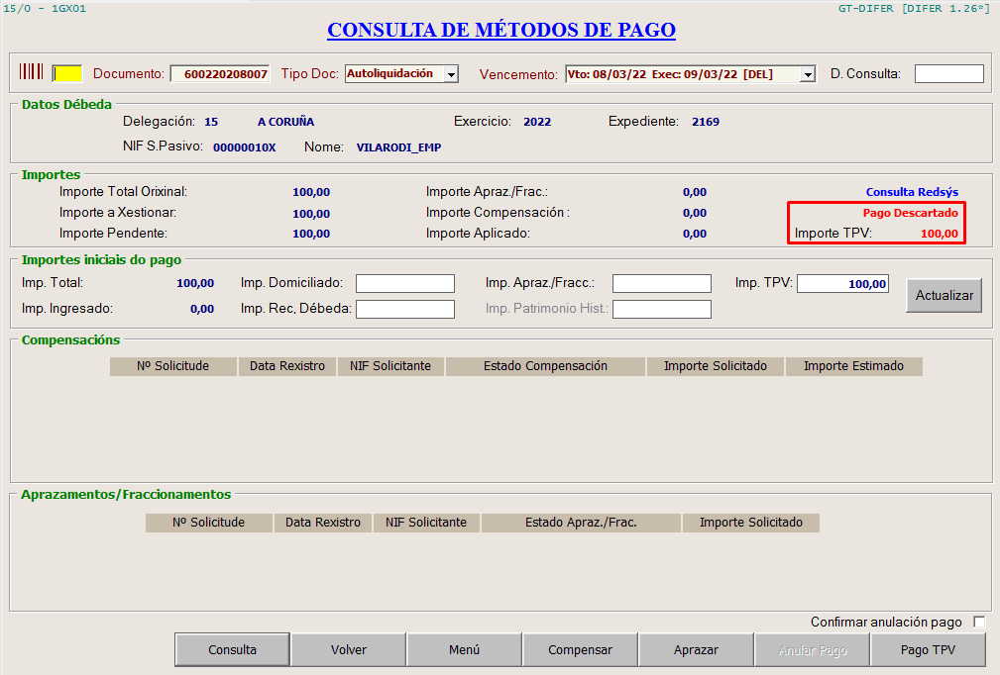 15/0 - 1GX01 GT-DIFER [DIFER 1.26*]
CONSULTA DE MÉTODOS DE PAGO
Documento: 600220208007 Tipo Doc: Autoliquidación Vencemento: Vto: 08/03/22 Exec: 09/03/22 [DEL] D. Consulta:
Datos Débeda
Delegación: 15 A CORUÑA Exercicio: 2022 Expediente: 2169
NIF S.Pasivo: 00000010X Nome: VILARODI_EMP
Importes
Importe Total Orixinal: 100,00 Importe Apraz./Frac.: 0,00 Consulta Redsýs
Importe a Xestionar: 100,00 Importe Compensación : 0,00 Pago Descartado
Importe Pendente: 100,00 Importe Aplicado: 0,00 Importe TPV: 100,00
Importes iniciais do pago
Imp. Total: 100,00 Imp. Domiciliado: Imp. Apraz./Fracc.: Imp. TPV: 100,00 Actualizar
Imp. Ingresado: 0,00 Imp. Rec, Débeda: Imp. Patrimonio Hist.:
Compensacións
Nº Solicitude Data Rexistro NIF Solicitante Estado Compensación Importe Solicitado Importe Estimado
Aprazamentos/Fraccionamentos
Nº Solicitude Data Rexistro NIF Solicitante Estado Apraz./Frac. Importe Solicitado
Confirmar anulación pago
Consulta Volver Menú Compensar Aprazar Anular Pago Pago TPV